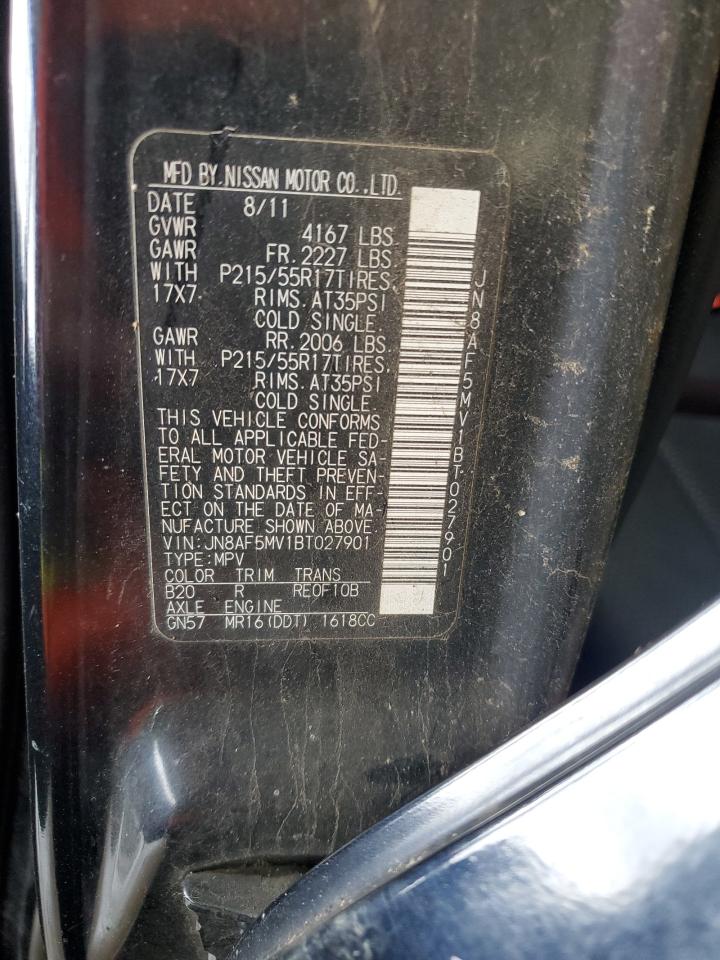 MFD BY.NISSAN MOTOR CO.,LTD.
DATE 8/11
GVWR 4167 LBS
GAWR FR.2227 LBS
WITH P215/55R17TIRES.
17X7 RIMS.AT35PSI
COLD SINGLE.
GAWR RR.2006 LBS.
WITH P215/55R17TIRES.
17X7 RIMS.AT35PSI
COLD SINGLE.
THIS VEHICLE CONFORMS
TO ALL APPLICABLE FED-
ERAL MOTOR VEHICLE SA-
FETY AND THEFT PREVEN-
TION STANDARDS IN EFF-
ECT ON THE DATE OF MA-
NUFACTURE SHOWN ABOVE.
VIN:JN8AF5MV1BT027901
TYPE:MPV
COLOR TRIM TRANS
B20 R RE0F10B
AXLE ENGINE
GN57 MR16(DDT) 1618CC
JN8AF5MV1BT027901